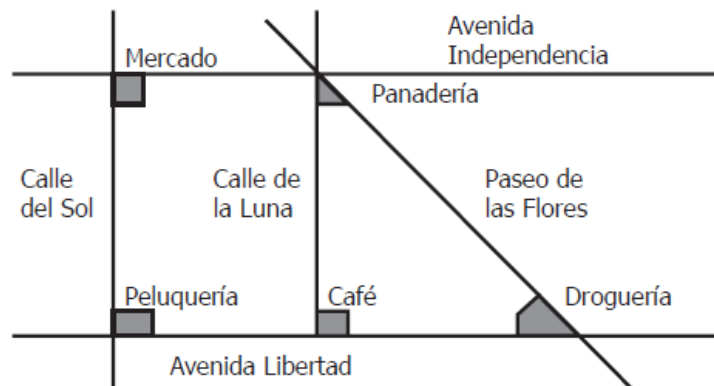 Avenida
Independencia
Mercado
Panadería
Calle
del Sol
Calle de
la Luna
Paseo de
las Flores
Peluquería
Café
Droguería
Avenida Libertad